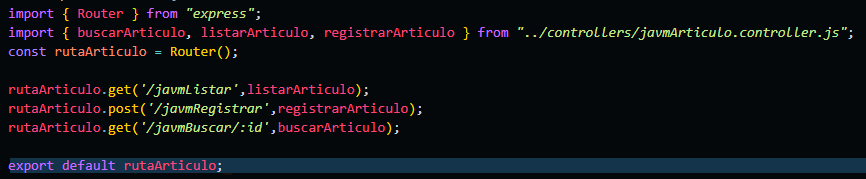 import { Router } from "express";
import { buscarArticulo, listarArticulo, registrarArticulo } from "../controllers/javmArticulo.controller.js";
const rutaArticulo = Router();
rutaArticulo.get('/javmListar',listarArticulo);
rutaArticulo.post('/javmRegistrar',registrarArticulo);
rutaArticulo.get('/javmBuscar/:id',buscarArticulo);
export default rutaArticulo;